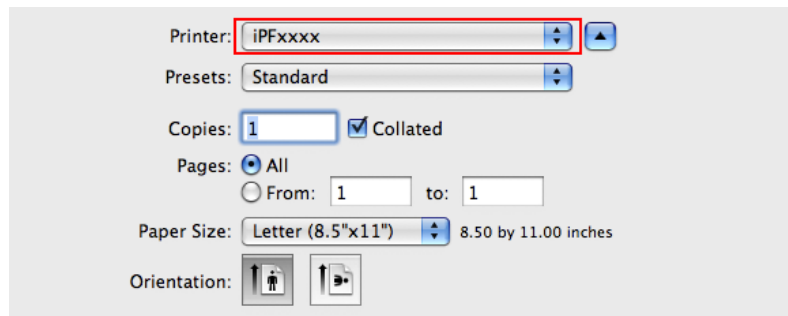 Printer: iPFxxxx
Presets: Standard
Copies: 1 Collated
Pages: All
From: 1 to: 1
Paper Size: Letter (8.5"x11") 8.50 by 11.00 inches
Orientation: